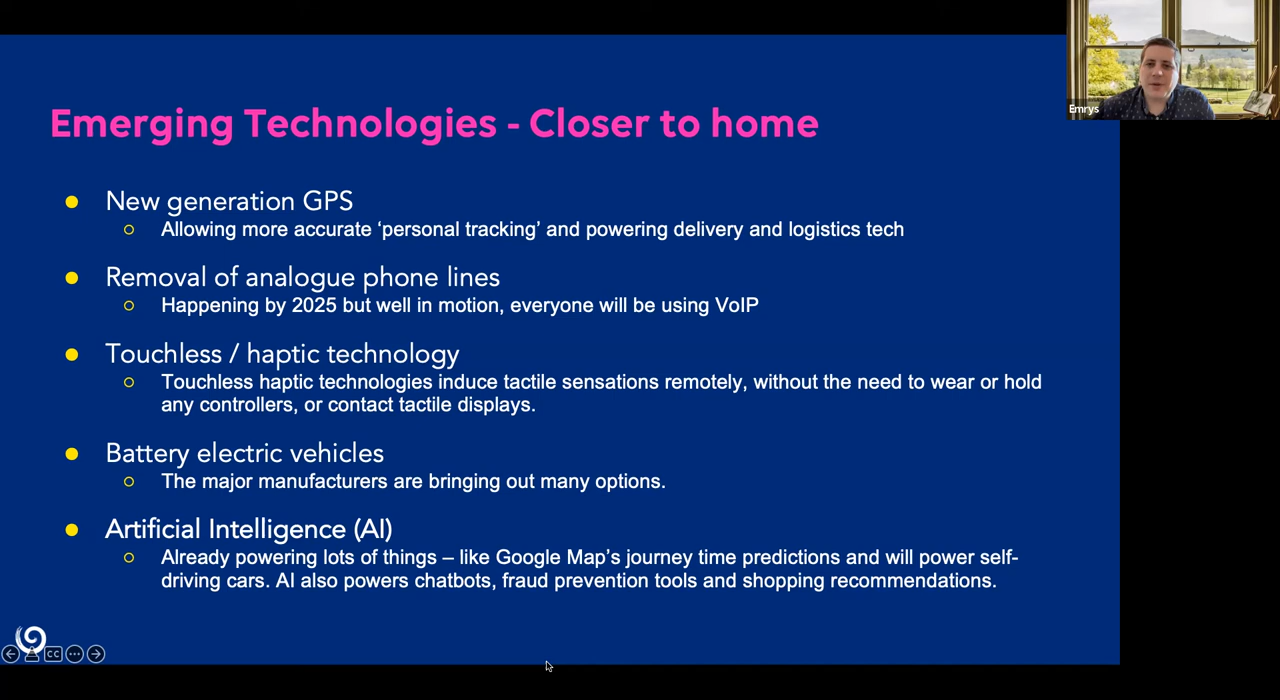 Emrys
Emerging Technologies - Closer to home
New generation GPS
Allowing more accurate ‘personal tracking’ and powering delivery and logistics tech
Removal of analogue phone lines
Happening by 2025 but well in motion, everyone will be using VoIP
Touchless / haptic technology
Touchless haptic technologies induce tactile sensations remotely, without the need to wear or hold
any controllers, or contact tactile displays.
Battery electric vehicles
The major manufacturers are bringing out many options.
Artificial Intelligence (AI)
Already powering lots of things – like Google Map’s journey time predictions and will power self-
driving cars. AI also powers chatbots, fraud prevention tools and shopping recommendations.
CC